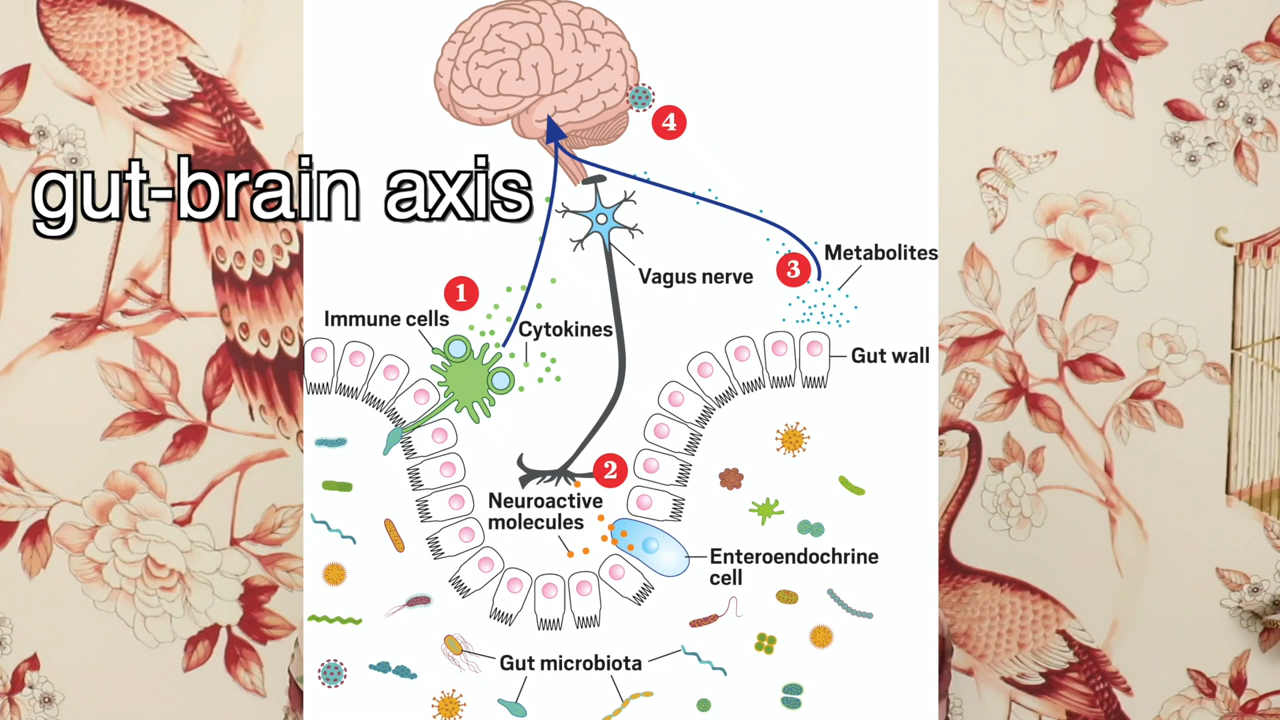 4
gut-brain axis
Metabolites
3
Vagus nerve
1
Immune cells
Cytokines
Gut wall
2
Neuroactive
molecules
Enteroendochrine
cell
Gut microbiota